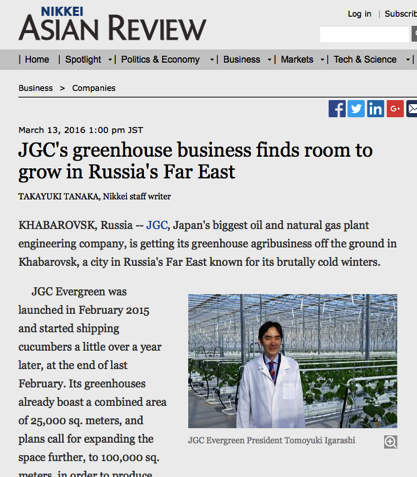 NIKKEI
ASIAN REVIEW
Log in | Subscrib
Home | Spotlight | Politics & Economy | Business | Markets | Tech & Science
Business > Companies
March 13, 2016 1:00 pm JST
JGC's greenhouse business finds room to
grow in Russia's Far East
TAKAYUKI TANAKA, Nikkei staff writer
KHABAROVSK, Russia -- JGC, Japan's biggest oil and natural gas plant
engineering company, is getting its greenhouse agribusiness off the ground in
Khabarovsk, a city in Russia's Far East known for its brutally cold winters.
JGC Evergreen was
launched in February 2015
and started shipping
cucumbers a little over a year
later, at the end of last
February. Its greenhouses
already boast a combined area
of 25,000 sq. meters, and
plans call for expanding the
space further, to 100,000 sq.
meters, in order to produce
JGC Evergreen President Tomoyuki Igarashi